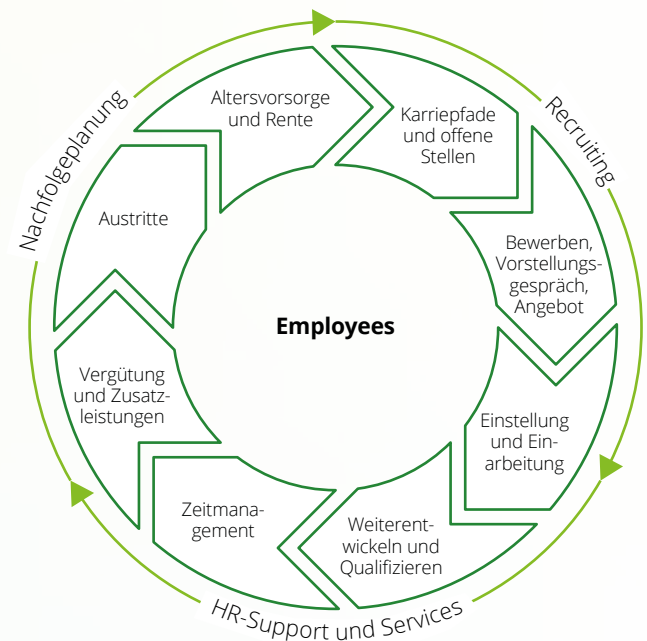 Nachfolgeplanung
Altersvorsorge
und Rente
Karriepfade
und offene
Stellen
Recruiting
Bewerben,
Vorstellungs-
gespräch,
Angebot
Austritte
Employees
Vergütung
und Zusatz-
leistungen
Einstellung
und Ein-
arbeitung
Zeitmana-
gement
Weiterent-
wickeln und
Qualifizieren
HR-Support und Services